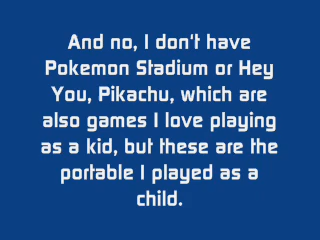 And no, I don't have
Pokemon Stadium or Hey
You, Pikachu, which are
also games I love playing
as a kid, but these are the
portable I played as a
child.